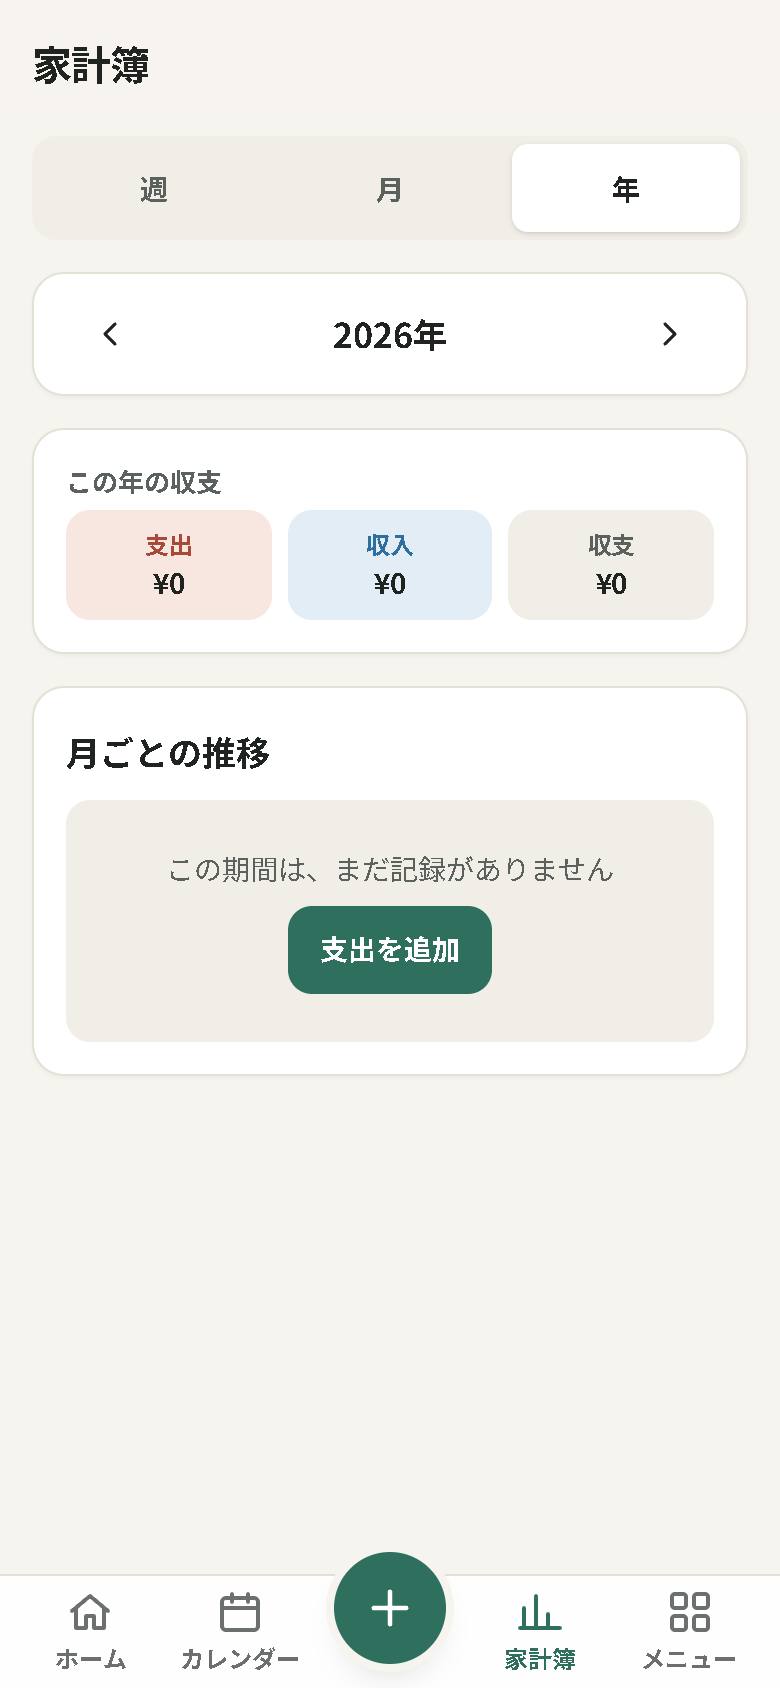 家計簿
週 月 年
2026年
この年の収支
支出 収入 収支
¥0 ¥0 ¥0
月ごとの推移
この期間は、まだ記録がありません
支出を追加
ホーム カレンダー 家計簿 メニュー